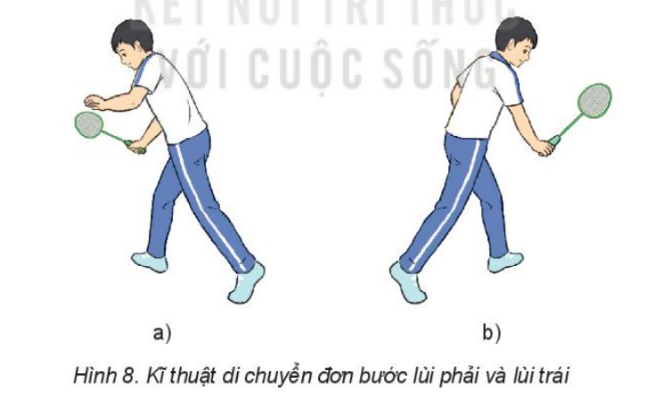 KẾT NỐI TRI THỨC
VỚI CUỘC SỐNG
a)
b)
Hình 8. Kĩ thuật di chuyển đơn bước lùi phải và lùi trái